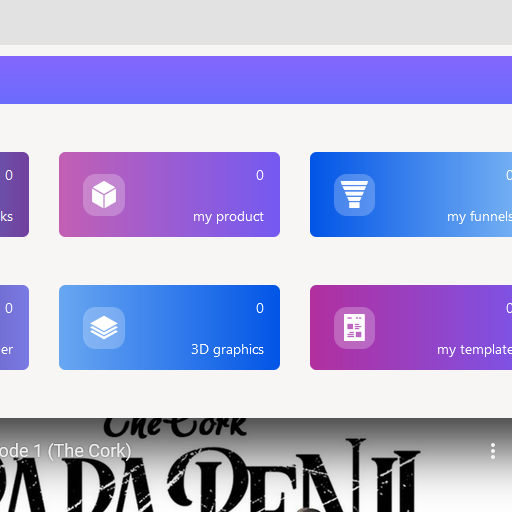 0
0
0
ks
my product
my funnels
0
0
0
er
3D graphics
my template
The Cork
ode 1 (The Cork)